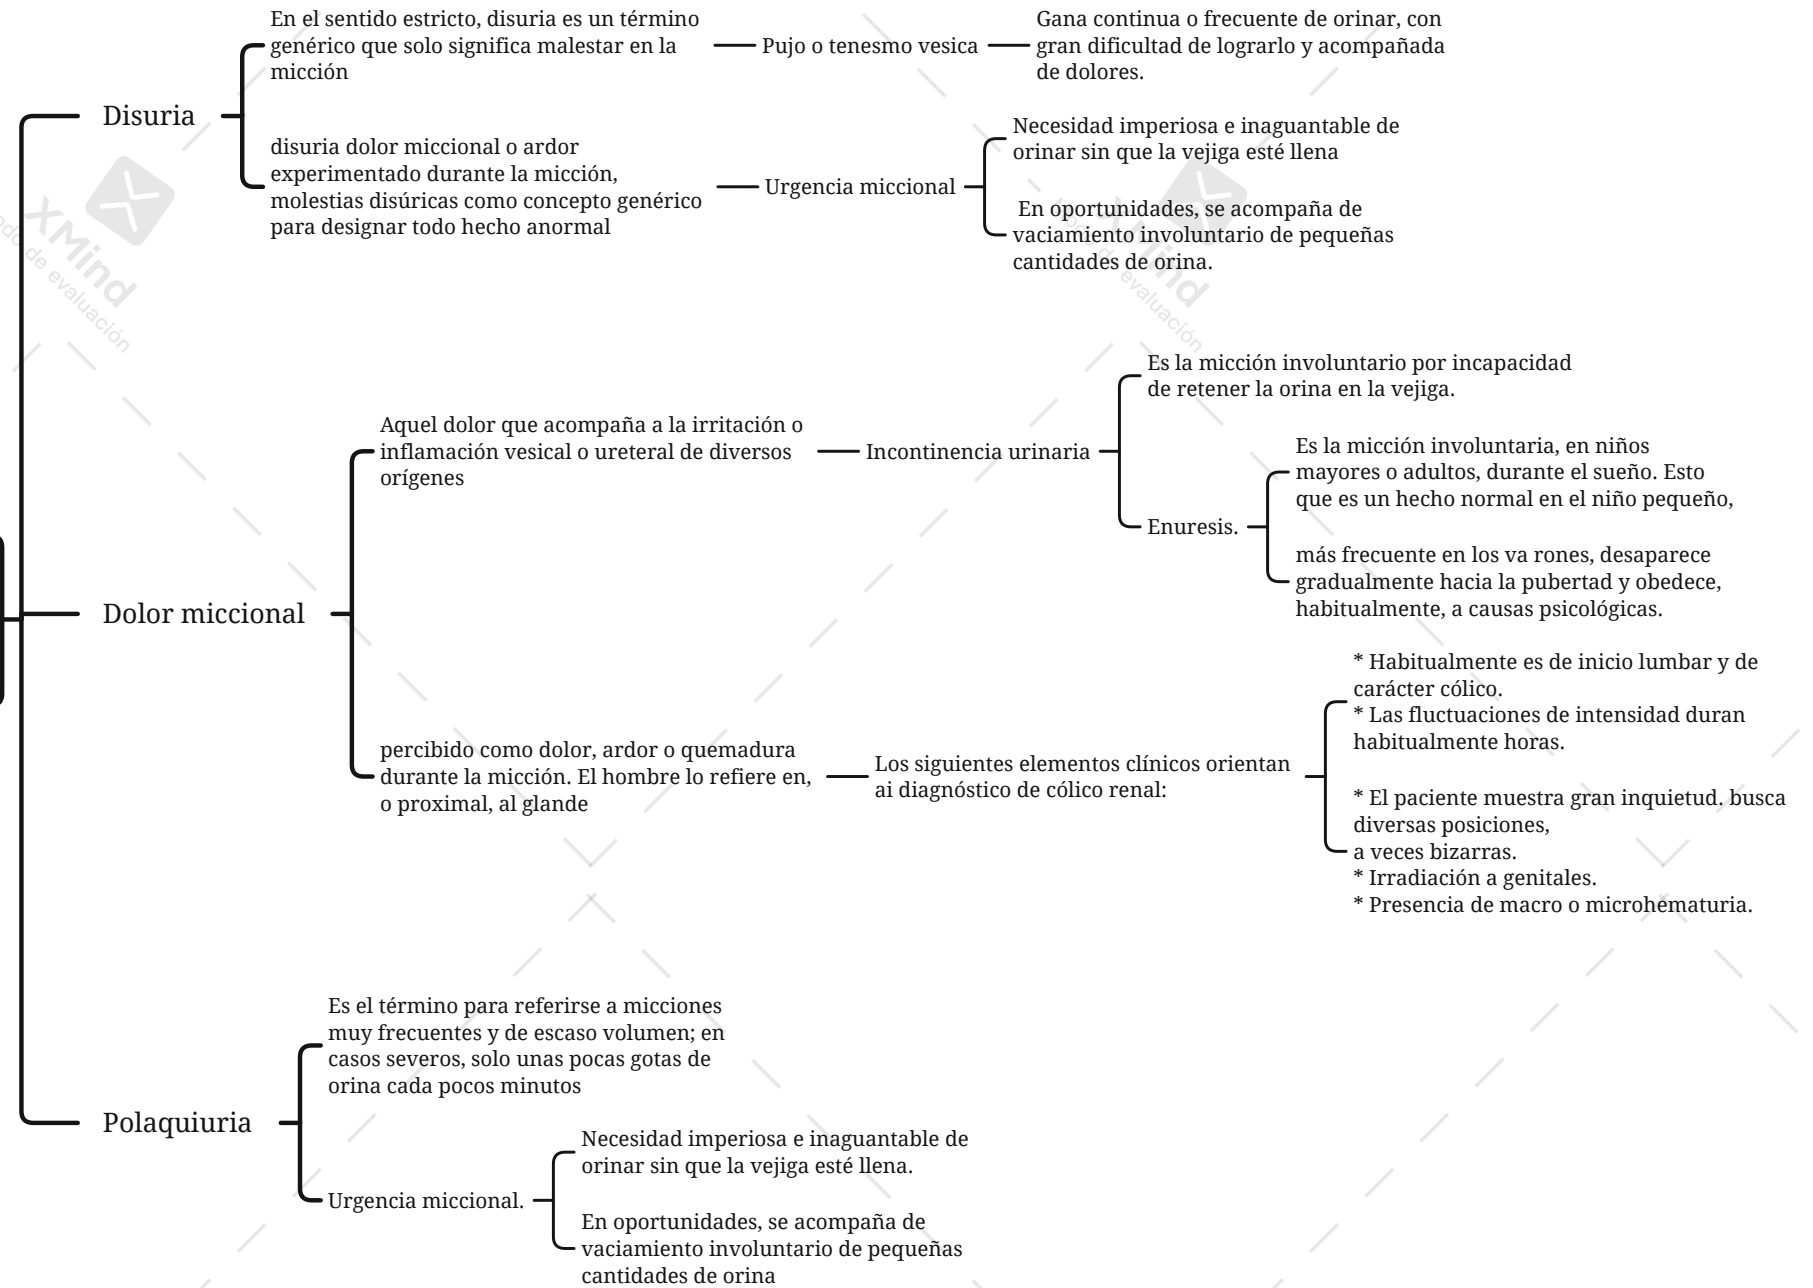 Disuria
En el sentido estricto, disuria es un término
genérico que solo significa malestar en la
micción
Pujo o tenesmo vesica
Gana continua o frecuente de orinar, con
gran dificultad de lograrlo y acompañada
de dolores.
disuria dolor miccional o ardor
experimentado durante la micción,
molestias disúricas como concepto genérico
para designar todo hecho anormal
Urgencia miccional
Necesidad imperiosa e inaguantable de
orinar sin que la vejiga esté llena
En oportunidades, se acompaña de
vaciamiento involuntario de pequeñas
cantidades de orina.
Dolor miccional
Aquel dolor que acompaña a la irritación o
inflamación vesical o ureteral de diversos
orígenes
Incontinencia urinaria
Es la micción involuntario por incapacidad
de retener la orina en la vejiga.
Enuresis.
Es la micción involuntaria, en niños
mayores o adultos, durante el sueño. Esto
que es un hecho normal en el niño pequeño,
más frecuente en los va rones, desaparece
gradualmente hacia la pubertad y obedece,
habitualmente, a causas psicológicas.
percibido como dolor, ardor o quemadura
durante la micción. El hombre lo refiere en,
o proximal, al glande
Los siguientes elementos clínicos orientan
ai diagnóstico de cólico renal:
* Habitualmente es de inicio lumbar y de
carácter cólico.
* Las fluctuaciones de intensidad duran
habitualmente horas.
* El paciente muestra gran inquietud. busca
diversas posiciones,
a veces bizarras.
* Irradiación a genitales.
* Presencia de macro o microhematuria.
Polaquiuria
Es el término para referirse a micciones
muy frecuentes y de escaso volumen; en
casos severos, solo unas pocas gotas de
orina cada pocos minutos
Urgencia miccional.
Necesidad imperiosa e inaguantable de
orinar sin que la vejiga esté llena.
En oportunidades, se acompaña de
vaciamiento involuntario de pequeñas
cantidades de orina
XMind
de evaluación
XMind
evaluación